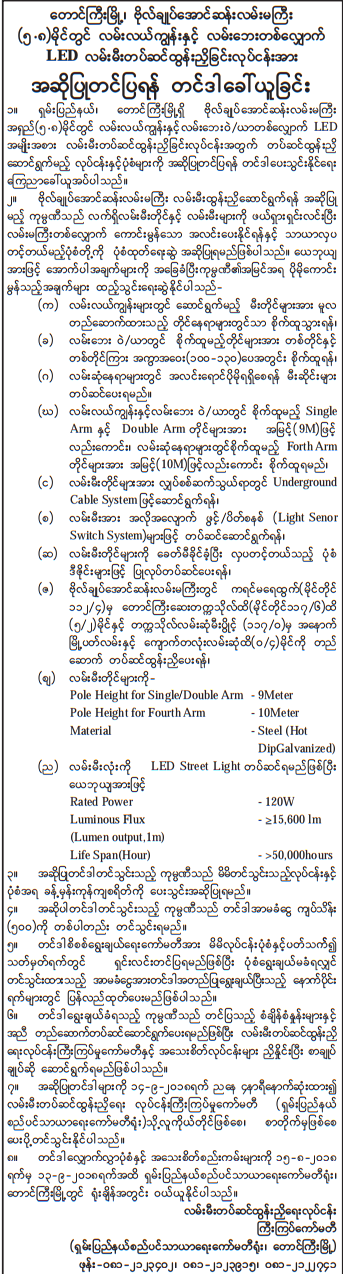 တောင်ကြီးမြို့၊ ဗိုလ်ချုပ်အောင်ဆန်းလမ်းမကြီး
(၅.၈)မိုင်တွင် လမ်းလယ်ကျွန်းနှင့် လမ်းဘေးတစ်လျှောက်
LED လမ်းမီးတပ်ဆင်ထွန်းညှိခြင်းလုပ်ငန်းအား
အဆိုပြုတင်ပြရန် တင်ဒါခေါ်ယူခြင်း
၁။ ရှမ်းပြည်နယ်၊ တောင်ကြီးမြို့ရှိ ဗိုလ်ချုပ်အောင်ဆန်းလမ်းမကြီး
အရှည်(၅.၈)မိုင်တွင် လမ်းလယ်ကျွန်းနှင့်လမ်းဘေးဝဲ/ယာတစ်လျှောက် LED
အမျိုးအစား လမ်းမီးတပ်ဆင်ထွန်းညှိခြင်းလုပ်ငန်းအတွက် တပ်ဆင်ထွန်းညှိ
ဆောင်ရွက်မည့် လုပ်ငန်းနှင့်ပုံစံများကို အဆိုပြုတင်ပြရန် တင်ဒါပေးသွင်းနိုင်ရေး
ကြေညာခေါ်ယူအပ်ပါသည်။
၂။ ဗိုလ်ချုပ်အောင်ဆန်းလမ်းမကြီး လမ်းမီးထွန်းညှိဆောင်ရွက်ရန် အဆိုပြု
မည့် ကုမ္ပဏီသည် လက်ရှိလမ်းမီးတိုင်နှင့် လမ်းမီးများကို ဖယ်ရှားရှင်းလင်းပြီး
လမ်းမကြီးတစ်လျှောက် ကောင်းမွန်သော အလင်းပေးနိုင်ရန်နှင့် သာယာလှပ
တင့်တယ်မည့်ပုံစံတို့ကို ပုံစံထုတ်ရေးဆွဲ အဆိုပြုရမည်ဖြစ်ပါသည်။ ယေဘုယျ
အားဖြင့် အောက်ပါအချက်များကို အခြေခံပြီးကုမ္ပဏီ၏အမြင်အရ ပိုမိုကောင်း
မွန်သည့်အချက်များ ထည့်သွင်းရေးဆွဲနိုင်ပါသည်-
(က) လမ်းလယ်ကျွန်းများတွင် ဆောင်ရွက်မည့် မီးတိုင်များအား မူလ
တည်ဆောက်ထားသည့် တိုင်နေရာများတွင်သာ စိုက်ထူသွားရန်၊
(ခ) လမ်းဘေး ဝဲ/ယာတွင် စိုက်ထူမည့်တိုင်များအား တစ်တိုင်နှင့်
တစ်တိုင်ကြား အကွာအဝေး(၁၀၀-၁၃၀)ပေအတွင်း စိုက်ထူရန်၊
(ဂ) လမ်းဆုံနေရာများတွင် အလင်းရောင်ပိုမိုရရှိစေရန် မီးဆိုင်းများ
တပ်ဆင်ပေးရမည်။
(ဃ) လမ်းလယ်ကျွန်းနှင့်လမ်းဘေး ဝဲ/ယာတွင် စိုက်ထူမည့် Single
Arm နှင့် Double Arm တိုင်များအား အမြင့်(9M)ဖြင့်
လည်းကောင်း၊ လမ်းဆုံနေရာများတွင်စိုက်ထူမည့် Forth Arm
တိုင်များအား အမြင့်(10M)ဖြင့်လည်းကောင်း စိုက်ထူရမည်၊
(င) လမ်းမီးတိုင်များအား လျှပ်စစ်ဆက်သွယ်ရာတွင် Underground
Cable System ဖြင့်ဆောင်ရွက်ရန်၊
(စ) လမ်းမီးအား အလိုအလျောက် ဖွင့်/ပိတ်စနစ် (Light Senor
Switch System)များဖြင့် တပ်ဆင်ဆောင်ရွက်ရန်၊
(ဆ) လမ်းမီးတိုင်များကို ခေတ်မီခိုင်ခံ့ပြီး လှပတင့်တယ်သည့် ပုံစံ
ဒီဇိုင်းများဖြင့် ပြုလုပ်တပ်ဆင်ပေးရန်၊
(ဇ) ဗိုလ်ချုပ်အောင်ဆန်းလမ်းမကြီးတွင် ကရင်မရေထွက်(မိုင်တိုင်
၁၁၂/၄)မှ တောင်ကြီးဆေးတက္ကသိုလ်ထိ(မိုင်တိုင်၁၁၇/၆)ထိ
(၅/၂)မိုင်နှင့် တက္ကသိုလ်လမ်းဆုံမီးပွိုင့် (၁၁၇/၀)မှ အနောက်
မြို့ပတ်လမ်းနှင့် ကျောက်တလုံးလမ်းဆုံထိ(၀/၄)မိုင်ကို တည်
ဆောက် တပ်ဆင်ထွန်းညှိပေးရန်၊
(ဈ) လမ်းမီးတိုင်များကို-
Pole Height for Single/Double Arm - 9Meter
Pole Height for Fourth Arm - 10Meter
Material - Steel (Hot
DipGalvanized)
(ည) လမ်းမီးလုံးကို LED Street Light တပ်ဆင်ရမည်ဖြစ်ပြီး
ယေဘုယျအားဖြင့်
Rated Power - 120W
Luminous Flux - ≥15,600 lm
(Lumen output,1m)
Life Span(Hour) - >50,000hours
၃။ အဆိုပြုတင်ဒါတင်သွင်းသည့် ကုမ္ပဏီသည် မိမိတင်သွင်းသည့်လုပ်ငန်းနှင့်
ပုံစံအရ ခန့်မှန်းကုန်ကျစရိတ်ကို ပေးသွင်းအဆိုပြုရမည်။
၄။ အဆိုပါတင်ဒါတင်သွင်းသည့် ကုမ္ပဏီသည် တင်ဒါအာမခံငွေ ကျပ်သိန်း
(၅၀၀)ကို တစ်ပါတည်း တင်သွင်းရမည်။
၅။ တင်ဒါစိစစ်ရွေးချယ်ရေးကော်မတီအား မိမိလုပ်ငန်းပုံစံနှင့်ပတ်သက်၍
သတ်မှတ်ရက်တွင် ရှင်းလင်းတင်ပြရမည်ဖြစ်ပြီး ပုံစံရွေးချယ်မခံရလျှင်
တင်သွင်းထားသည့် အာမခံငွေအားတင်ဒါအတည်ပြုရွေးချယ်ပြီးသည့် နောက်ပိုင်း
ရက်များတွင် ပြန်လည်ထုတ်ပေးမည်ဖြစ်ပါသည်။
၆။ တင်ဒါရွေးချယ်ခံရသည့် ကုမ္ပဏီသည် တင်ပြသည့် စံချိန်စံနှုန်းများနှင့်
အညီ တည်ဆောက်တပ်ဆင်ဆောင်ရွက်ပေးရမည်ဖြစ်ပြီး လမ်းမီးတပ်ဆင်ထွန်းညှိ
ရေးလုပ်ငန်းကြီးကြပ်မှုကော်မတီနှင့် အသေးစိတ်လုပ်ငန်းများ ညှိနှိုင်းပြီး စာချုပ်
ချုပ်ဆို ဆောင်ရွက်ရမည်ဖြစ်ပါသည်။
၇။ အဆိုပြုတင်ဒါများကို ၁၄-၉-၂၀၁၈ရက် ညနေ ၄နာရီနောက်ဆုံးထား၍
လမ်းမီးတပ်ဆင်ထွန်းညှိရေး လုပ်ငန်းကြီးကြပ်မှုကော်မတီ (ရှမ်းပြည်နယ်
စည်ပင်သာယာရေးကော်မတီရုံး)သို့လူကိုယ်တိုင်ဖြစ်စေ၊ စာတိုက်မှဖြစ်စေ
ပေးပို့တင်သွင်းနိုင်ပါသည်။
၈။ တင်ဒါလျှောက်လွှာပုံစံနှင့် အသေးစိတ်စည်းကမ်းများကို ၁၅-၈-၂၀၁၈
ရက်မှ ၁၃-၉-၂၀၁၈ရက်အထိ ရှမ်းပြည်နယ်စည်ပင်သာယာရေးကော်မတီရုံး၊
တောင်ကြီးမြို့တွင် ရုံးချိန်အတွင်း ဝယ်ယူနိုင်ပါသည်။
လမ်းမီးတပ်ဆင်ထွန်းညှိရေးလုပ်ငန်း
ကြီးကြပ်ကော်မတီ
(ရှမ်းပြည်နယ်စည်ပင်သာယာရေးကော်မတီရုံး၊ တောင်ကြီးမြို့)
ဖုန်း-၀၈၁-၂၁၂၃၄၀၂၊ ၀၈၁-၂၁၂၃၉၁၅၊ ၀၈၁-၂၁၂၂၄၄၁